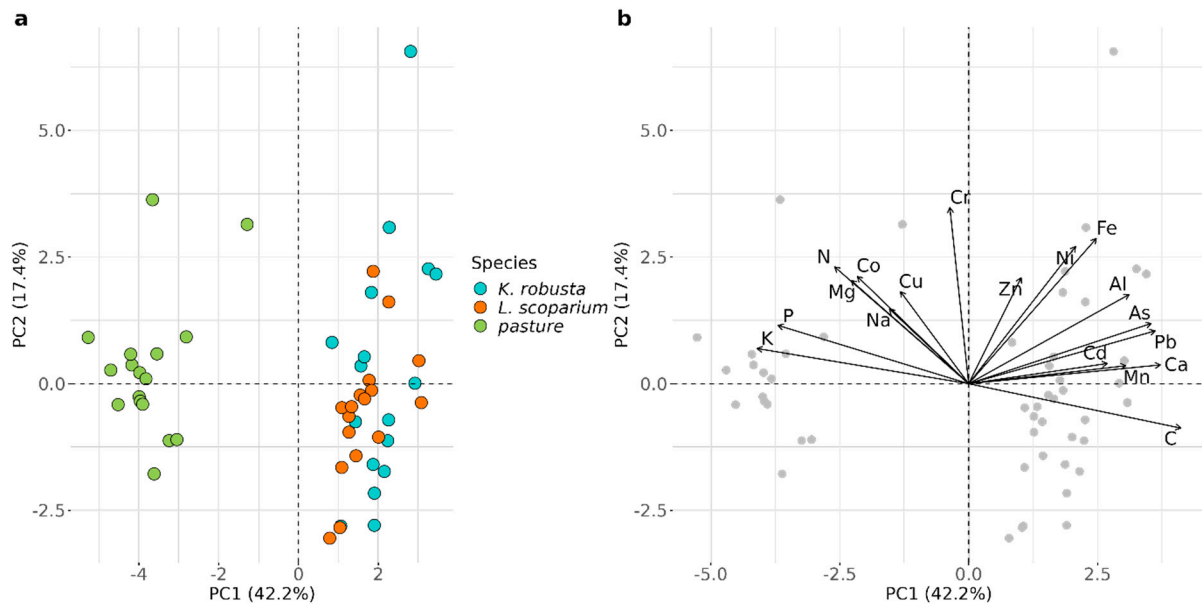 a
PC2 (17.4%)
5.0
2.5
0.0
-2.5
-4
-2
0
2
PC1 (42.2%)
Species
K. robusta
L. scoparium
pasture
b
PC2 (17.4%)
5.0
2.5
0.0
-2.5
Cr
Fe
N
Co
Ni
Mg
Cu
Zn
Al
P
Na
As
K
Pb
Cd
Ca
Mn
C
-5.0
-2.5
0.0
2.5
PC1 (42.2%)